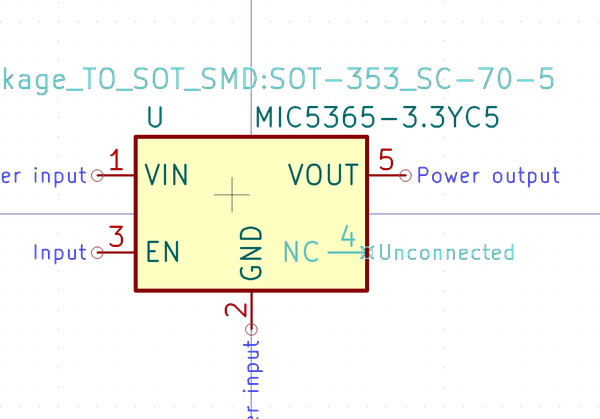 kage_TO_SOT_SMD:SOT-353_SC-70-5
U MIC5365-3.3YC5
er input 1 VIN VOUT 5 Power output
Input 3 EN GND NC 4 Unconnected
2
er input